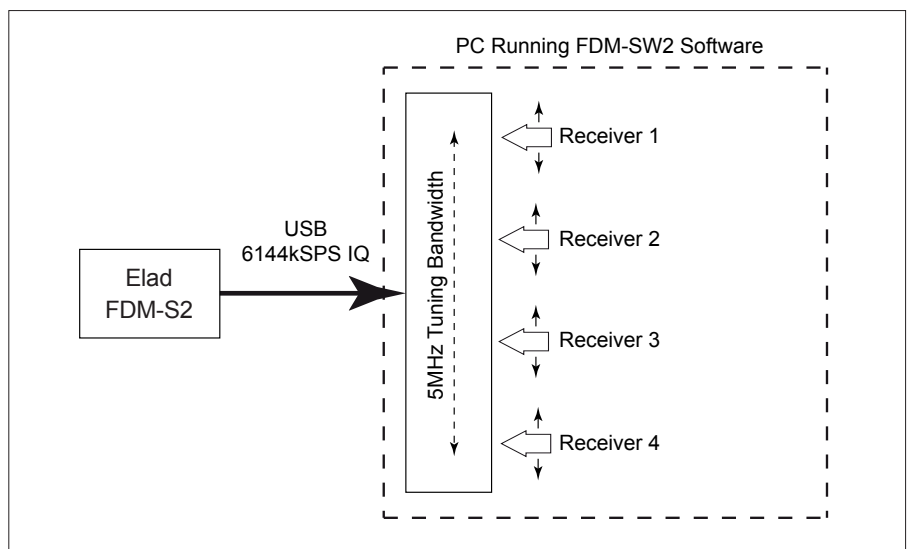 PC Running FDM-SW2 Software
Receiver 1
Receiver 2
Receiver 3
Receiver 4
5MHz Tuning Bandwidth
USB
6144kSPS IQ
Elad
FDM-S2